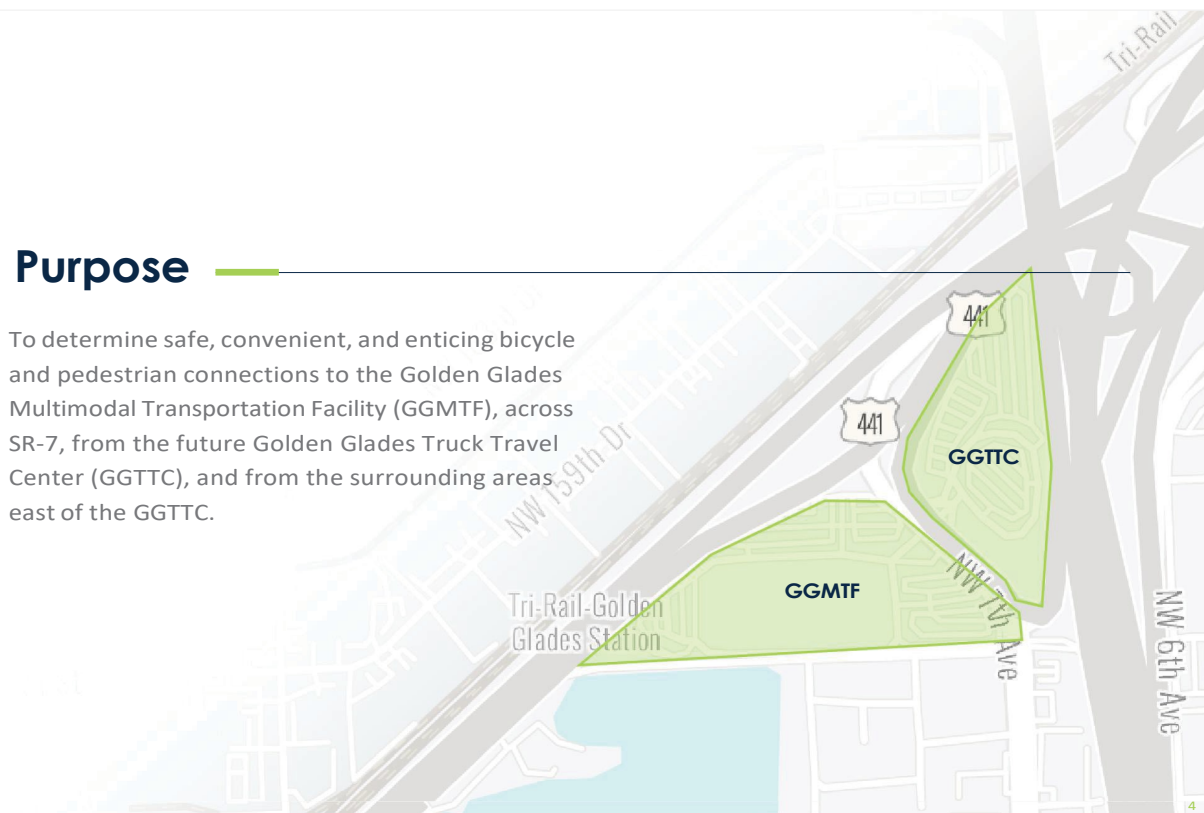 Tri-Rail
Purpose
To determine safe, convenient, and enticing bicycle
and pedestrian connections to the Golden Glades
Multimodal Transportation Facility (GGMTF), across
SR-7, from the future Golden Glades Truck Travel
Center (GGTTC), and from the surrounding areas
east of the GGTTC.
441
441
GGTTC
NW 159th Dr
GGMTF
NW 7th Ave
Tri-Rail-Golden
Glades Station
NW 6th Ave
4